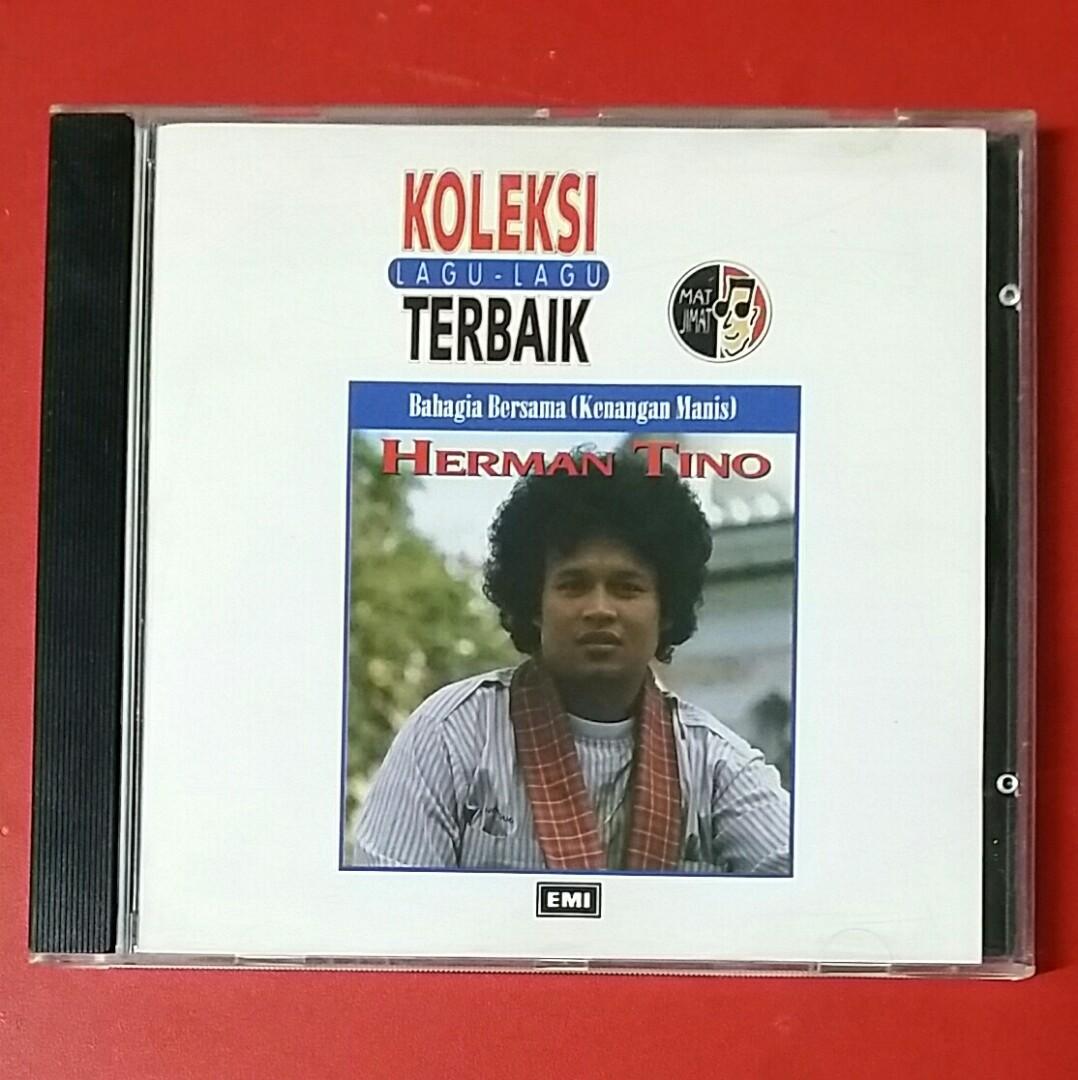 KOLEKSI
LAGU-LAGU
TERBAIK
MAT
JIMAT
Bahagia Bersama (Kenangan Manis)
HERMAN TINO
EMI